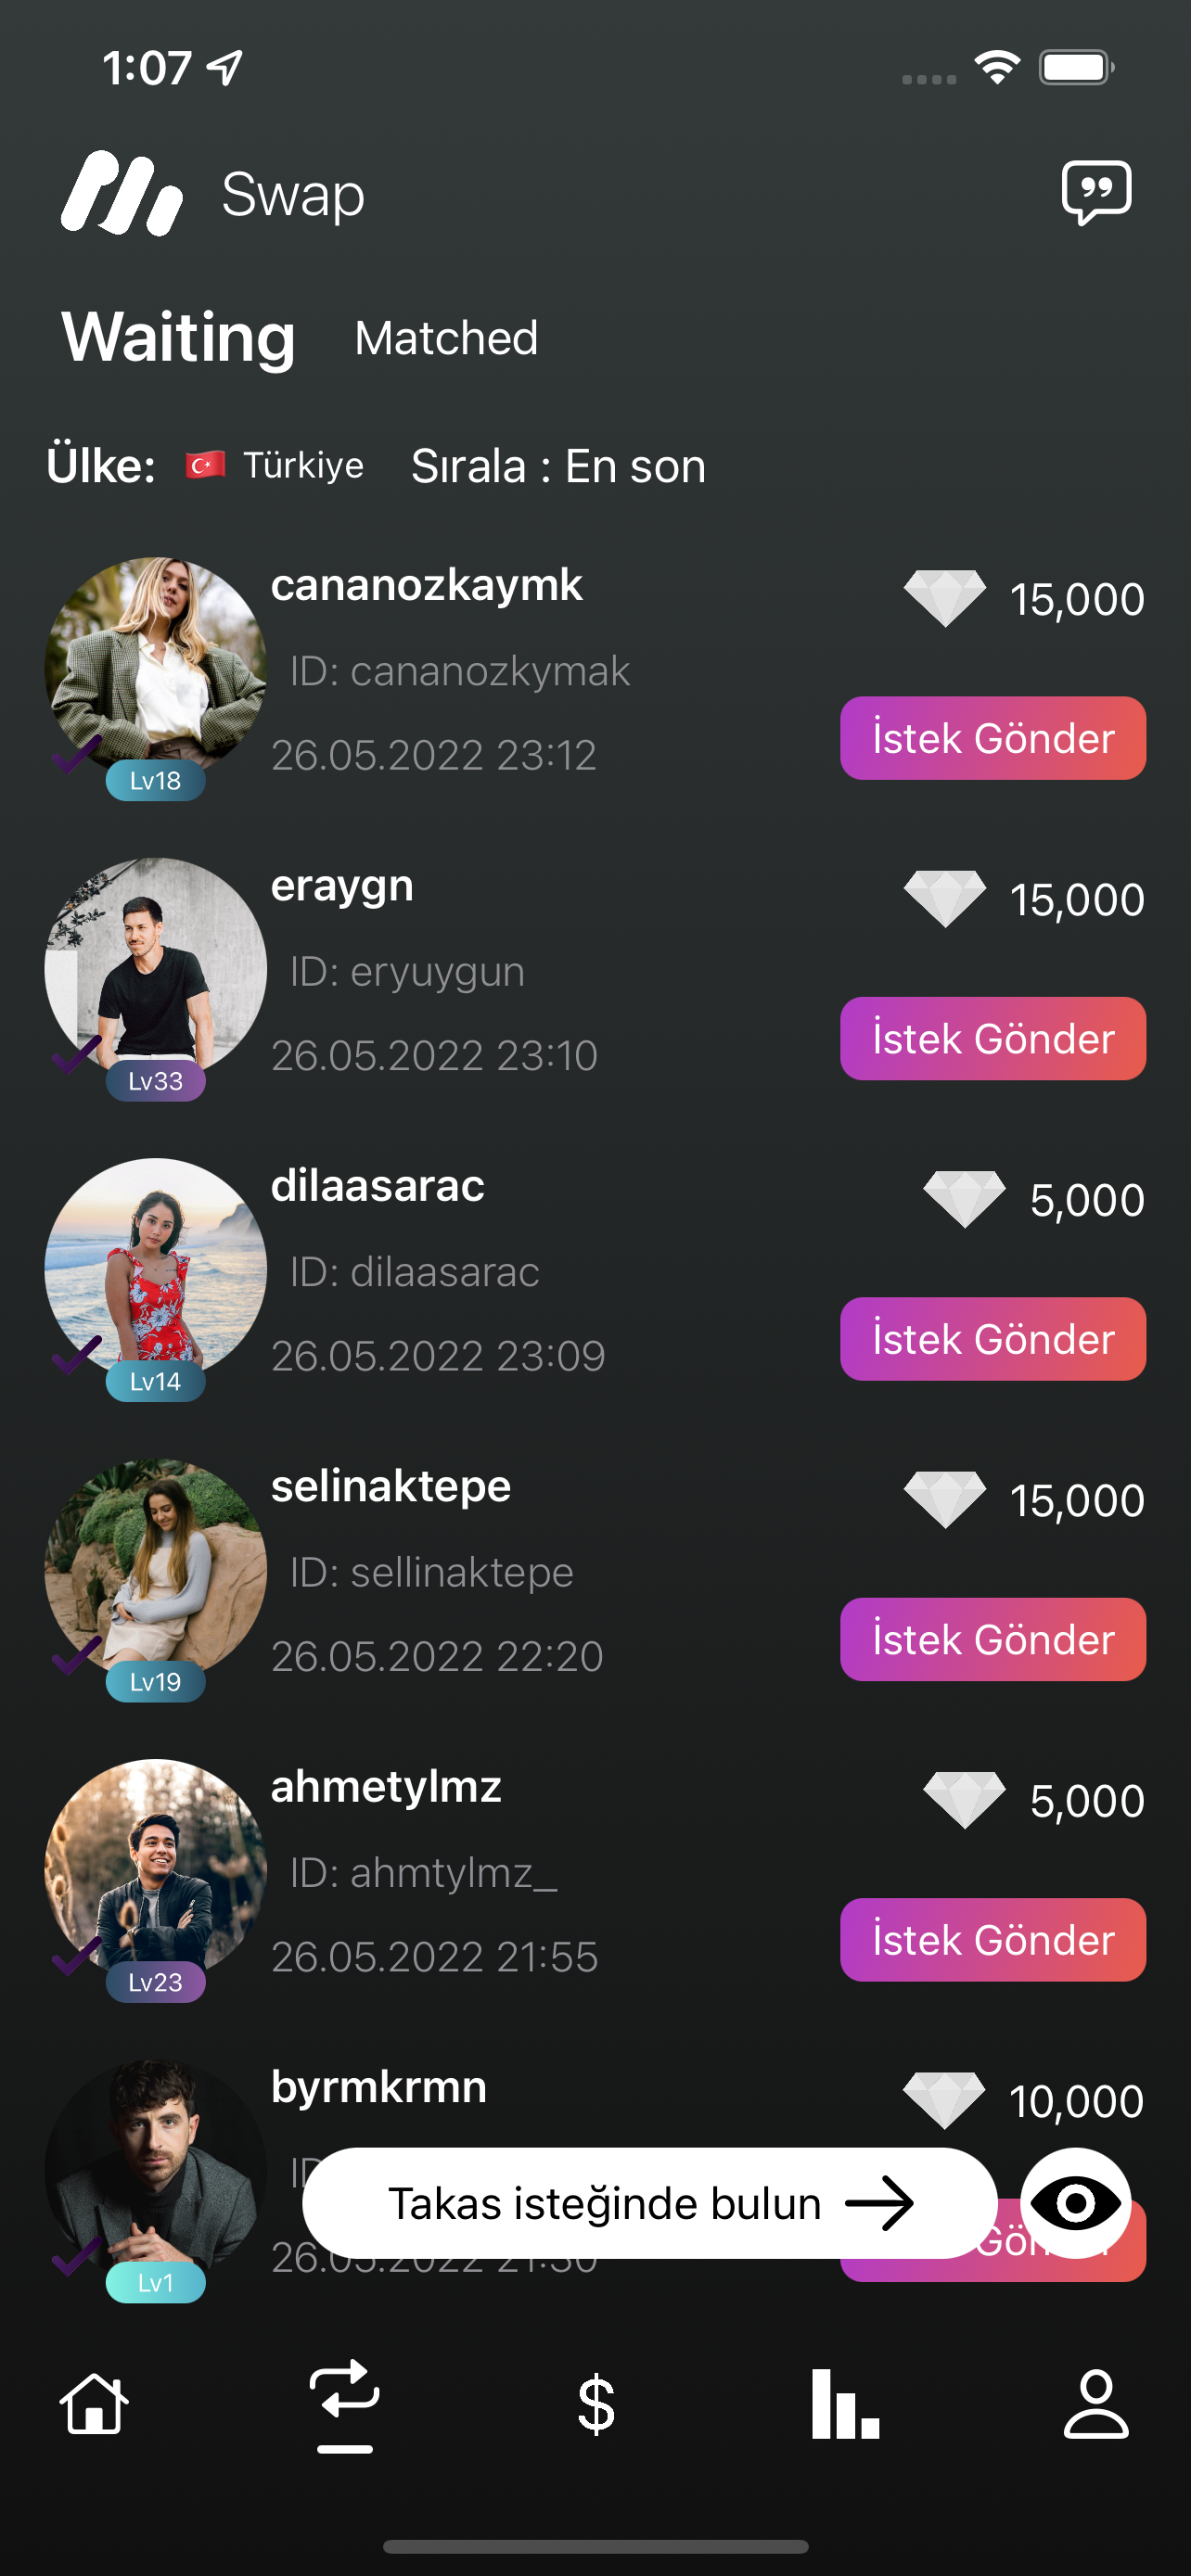 1:07
Swap
Waiting Matched
Ülke: Türkiye Sırala : En son
cananozkaymk 15,000
ID: cananozkymak
İstek Gönder
26.05.2022 23:12
Lv18
eraygn 15,000
ID: eryuygun
İstek Gönder
26.05.2022 23:10
Lv33
dilaasarac 5,000
ID: dilaasarac
İstek Gönder
26.05.2022 23:09
Lv14
selinaktepe 15,000
ID: sellinaktepe
İstek Gönder
26.05.2022 22:20
Lv19
ahmetylmz 5,000
ID: ahmtylmz_
İstek Gönder
26.05.2022 21:55
Lv23
byrmkrmn 10,000
Takas isteğinde bulun
Lv1
$